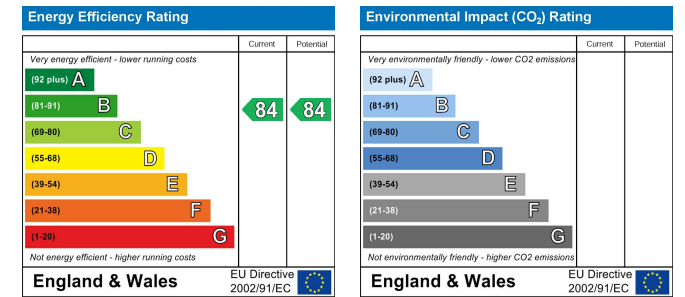 Energy Efficiency Rating
Current Potential
Very energy efficient - lower running costs
(92 plus) A
(81-91) B
84 84
(69-80) C
(55-68) D
(39-54) E
(21-38) F
(1-20) G
Not energy efficient - higher running costs
England & Wales
EU Directive
2002/91/EC
Environmental Impact (CO₂) Rating
Current Potential
Very environmentally friendly - lower CO2 emissions
(92 plus) A
(81-91) B
(69-80) C
(55-68) D
(39-54) E
(21-38) F
(1-20) G
Not environmentally friendly - higher CO2 emissions
England & Wales
EU Directive
2002/91/EC